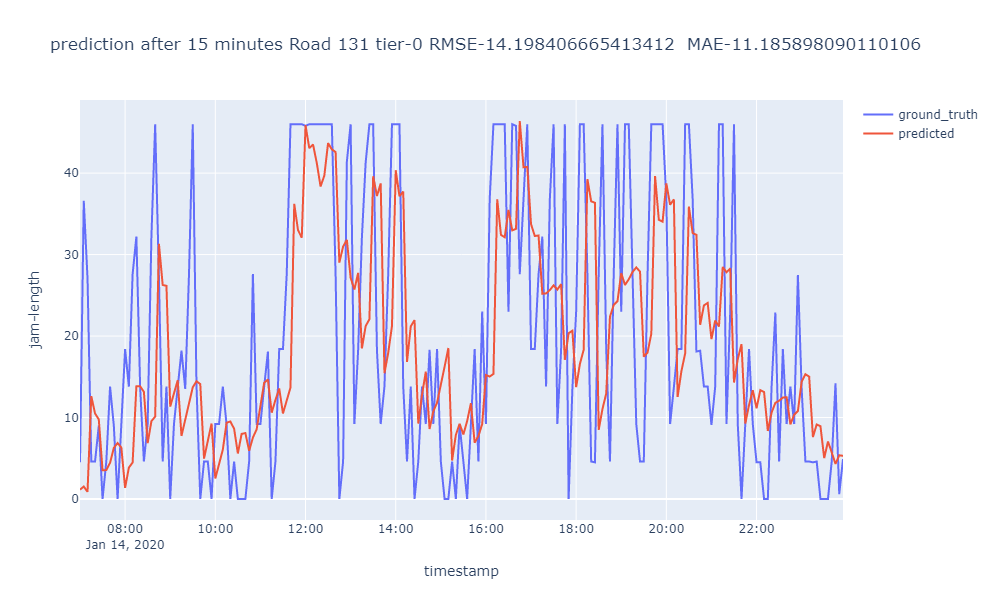 prediction after 15 minutes Road 131 tier-0 RMSE-14.198406665413412  MAE-11.185898090110106
ground_truth
predicted
jam-length
40
30
20
10
0
08:00 10:00 12:00 14:00 16:00 18:00 20:00 22:00
Jan 14, 2020
timestamp